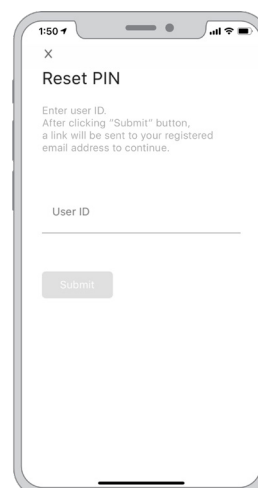 1:50
X
Reset PIN
Enter user ID.
After clicking "Submit" button,
a link will be sent to your registered
email address to continue.
User ID
Submit